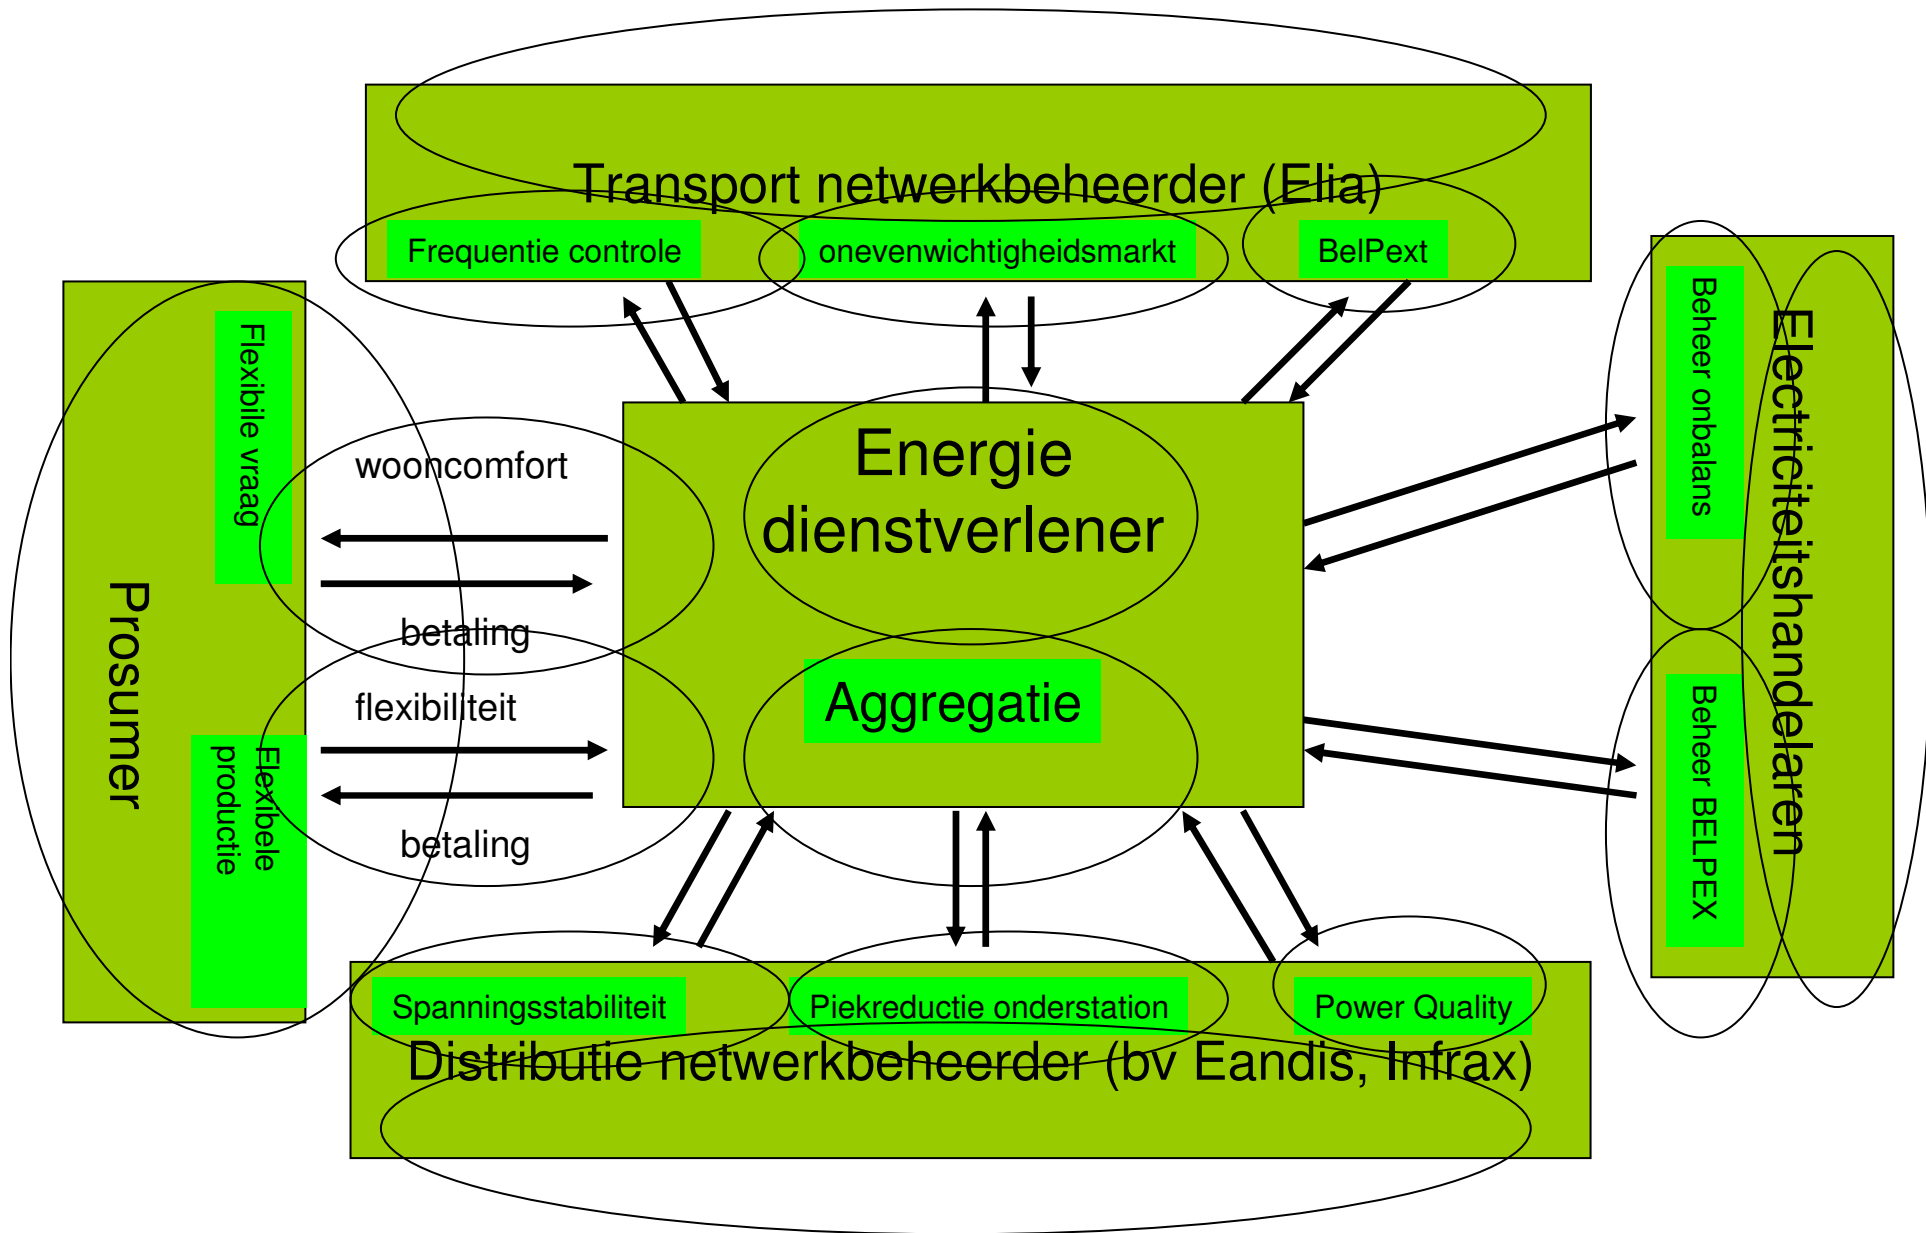 Transport netwerkbeheerder (Elia)
Frequentie controle
onevenwichtigheidsmarkt
BelPext
Prosumer
Flexibile vraag
Flexibele
productie
wooncomfort
betaling
flexibiliteit
betaling
Energie
dienstverlener
Aggregatie
Electriciteitshandelaren
Beheer onbalans
Beheer BELPEX
Spanningsstabiliteit
Piekreductie onderstation
Power Quality
Distributie netwerkbeheerder (bv Eandis, Infrax)